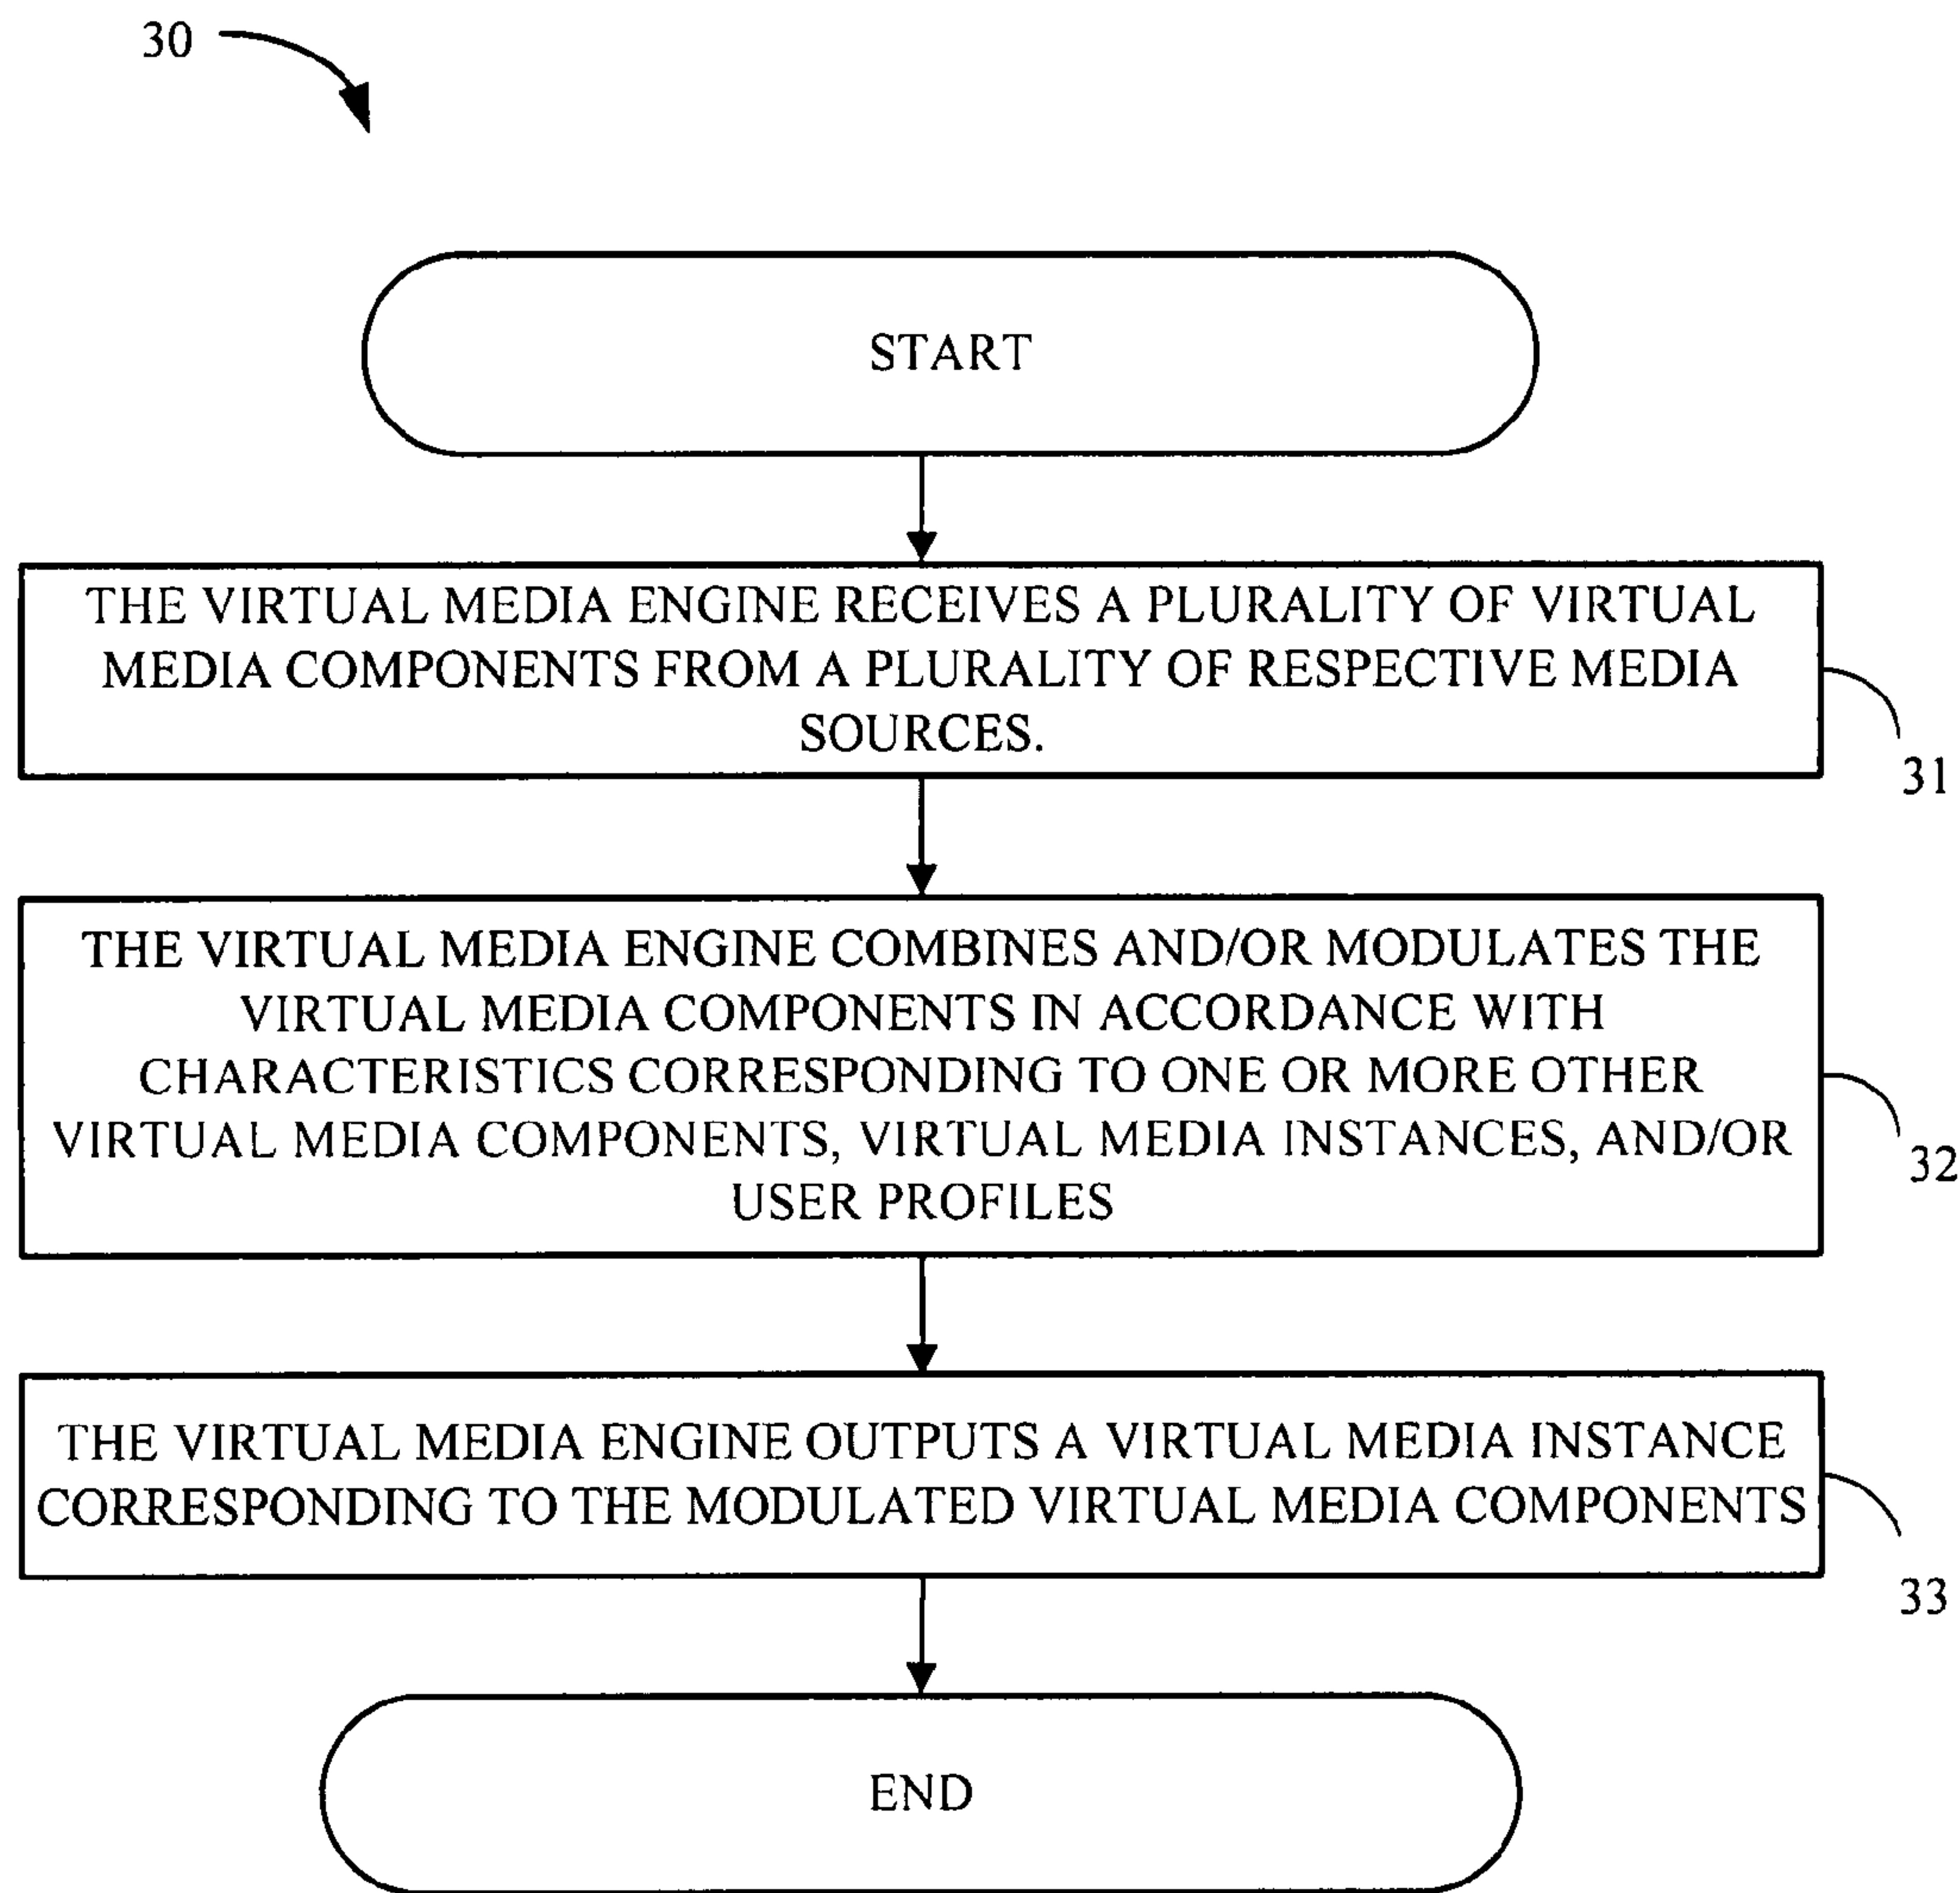 30
START
THE VIRTUAL MEDIA ENGINE RECEIVES A PLURALITY OF VIRTUAL
MEDIA COMPONENTS FROM A PLURALITY OF RESPECTIVE MEDIA
SOURCES.
31
THE VIRTUAL MEDIA ENGINE COMBINES AND/OR MODULATES THE
VIRTUAL MEDIA COMPONENTS IN ACCORDANCE WITH
CHARACTERISTICS CORRESPONDING TO ONE OR MORE OTHER
VIRTUAL MEDIA COMPONENTS, VIRTUAL MEDIA INSTANCES, AND/OR
USER PROFILES
32
THE VIRTUAL MEDIA ENGINE OUTPUTS A VIRTUAL MEDIA INSTANCE
CORRESPONDING TO THE MODULATED VIRTUAL MEDIA COMPONENTS
33
END